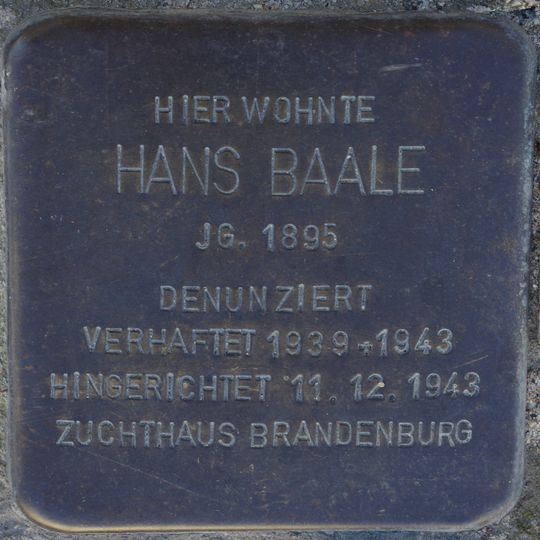 HIER WOHNTE
HANS BAALE
JG. 1895
DENUNZIERT
VERHAFTET 1939+1943
HINGERICHTET 11. 12. 1943
ZUCHTHAUS BRANDENBURG